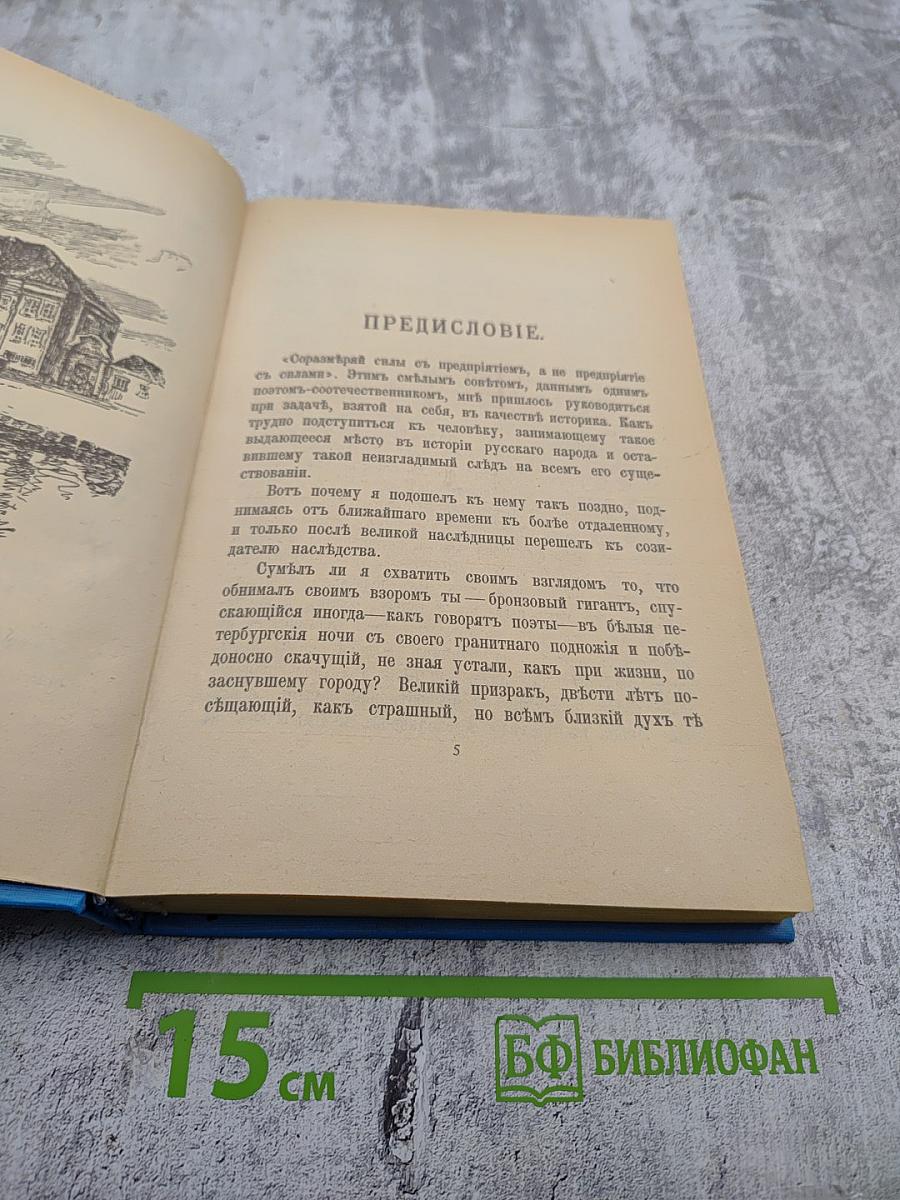 ПРЕДИСЛОВІЕ.
«Соразмѣряй силы съ предпріятіемъ, а не предпріятіе
съ силами». Этимъ смѣлымъ совѣтомъ, даннымъ однимъ
поэтомъ-соотечественникомъ, мнѣ пришлось руководиться
при задачѣ, взятой на себя, въ качествѣ историка. Какъ
трудно подступиться къ человѣку, занимающему такое
выдающееся мѣсто въ исторіи русскаго народа и оста-
вившему такой неизгладимый слѣдъ на всемъ его суще-
ствованіи.
Вотъ почему я подошелъ къ нему такъ поздно, под-
нимаясь отъ ближайшаго времени къ болѣе отдаленному,
и только послѣ великой наслѣдницы перешелъ къ сози-
дателю наслѣдства.
Сумѣлъ ли я схватить своимъ взглядомъ то, что
обнималъ своимъ взоромъ ты — бронзовый гигантъ, спу-
скающійся иногда—какъ говорятъ поэты—въ бѣлыя пе-
тербургскія ночи съ своего гранитнаго подножія и побѣ-
доносно скачущій, не зная устали, какъ при жизни, по
заснувшему городу? Великій призракъ, двѣсти лѣтъ по-
сѣщающій, какъ страшный, но всѣмъ близкій духъ тѣ
5
15 см
БФ БИБЛИОФАН